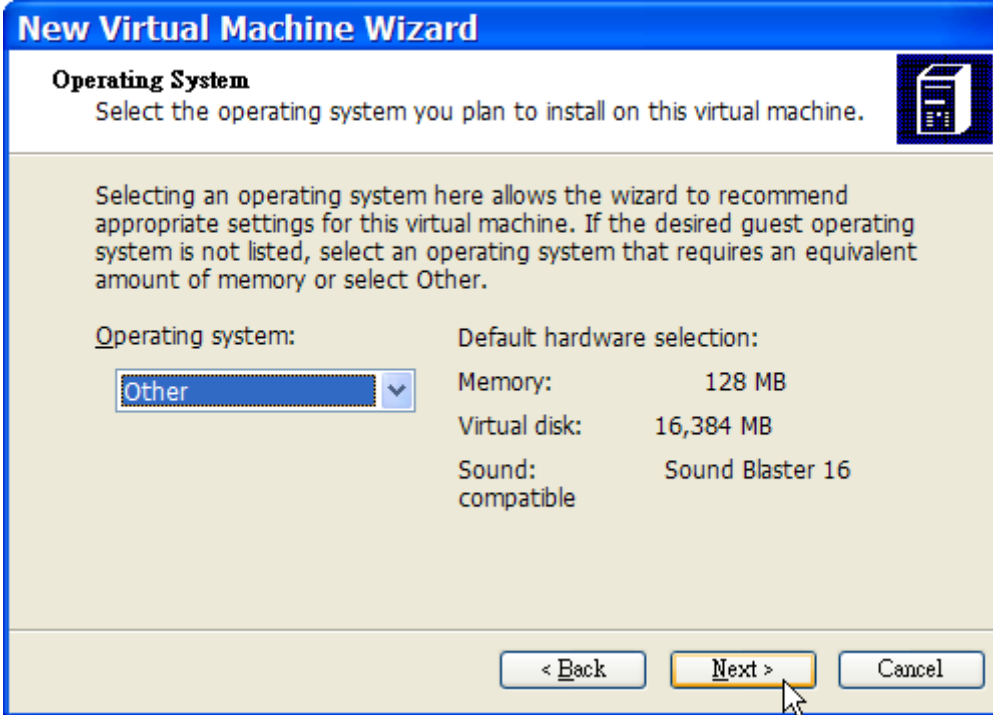 New Virtual Machine Wizard
Operating System
Select the operating system you plan to install on this virtual machine.
Selecting an operating system here allows the wizard to recommend
appropriate settings for this virtual machine. If the desired guest operating
system is not listed, select an operating system that requires an equivalent
amount of memory or select Other.
Operating system:
Other
Default hardware selection:
Memory: 128 MB
Virtual disk: 16,384 MB
Sound: Sound Blaster 16
compatible
< Back Next > Cancel